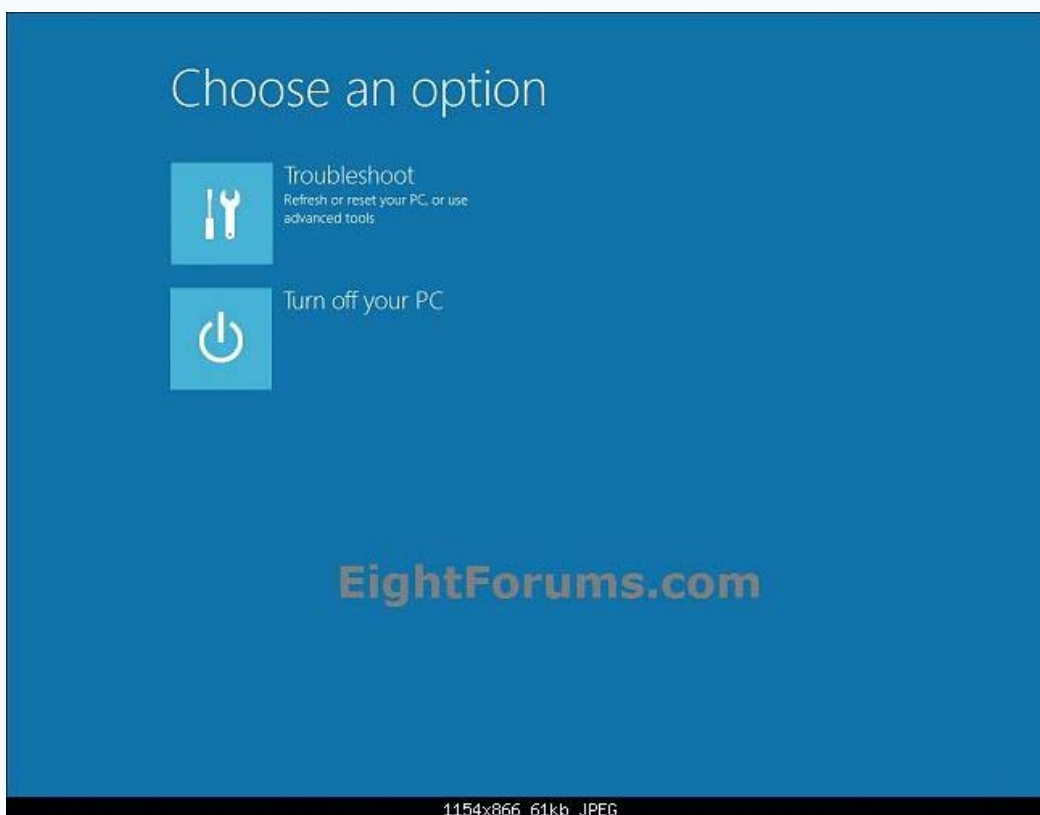 Choose an option
Troubleshoot
Refresh or reset your PC, or use
advanced tools
Turn off your PC
EightForums.com
1154x866 61kb JPEG